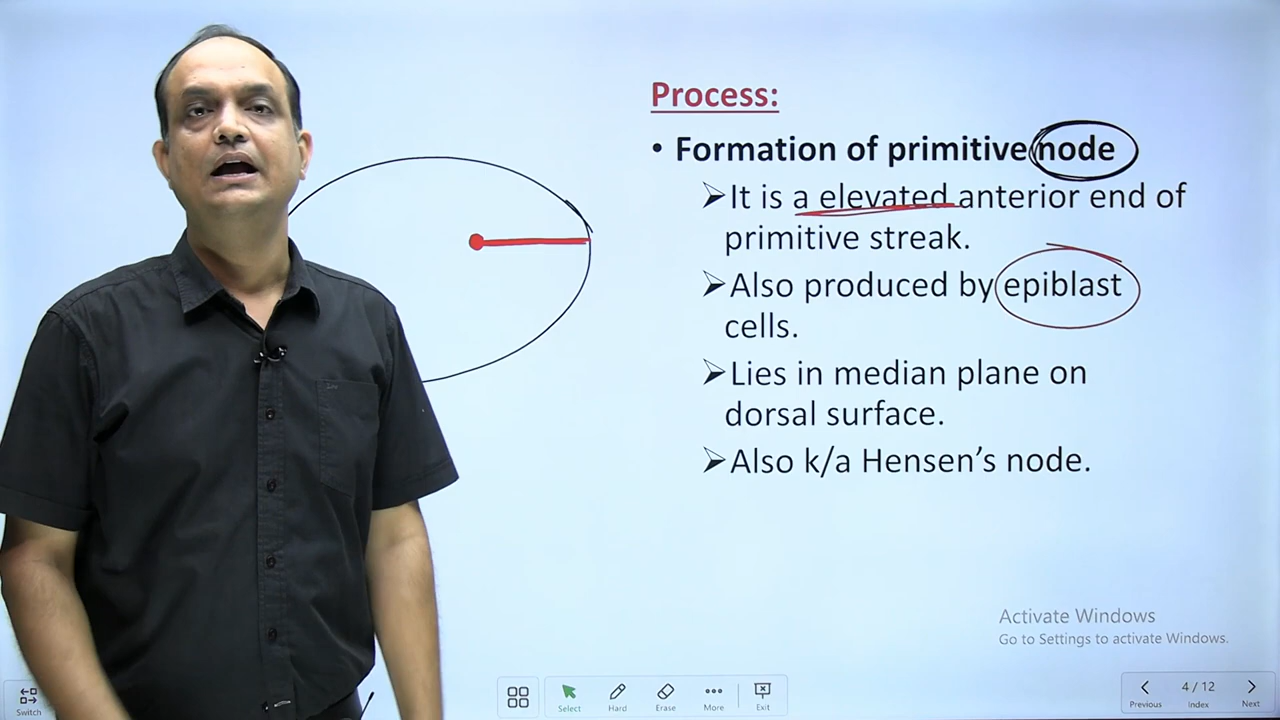 Process:
• Formation of primitive node
➢It is a elevated anterior end of
primitive streak.
➢Also produced by epiblast
cells.
➢Lies in median plane on
dorsal surface.
➢Also k/a Hensen's node.
Activate Windows
Go to Settings to activate Windows.
Switch
Select
Hard
Erase
More
Exit
Previous
4 / 12
Index
Next